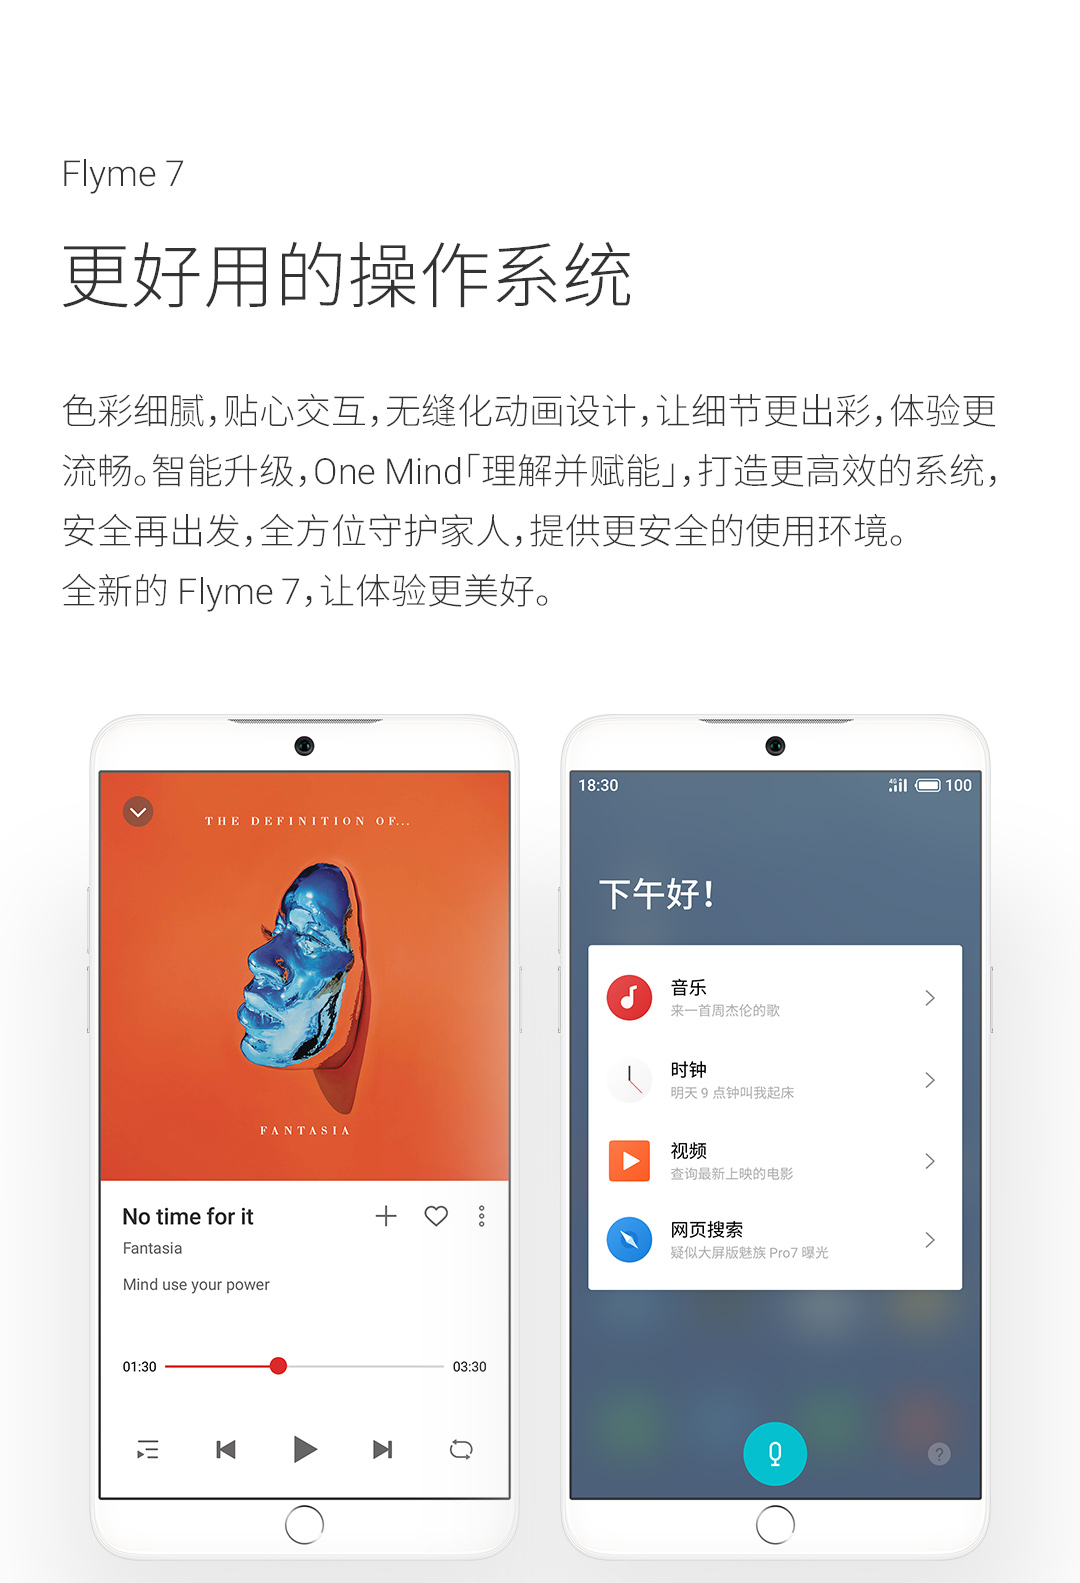 Flyme 7
更好用的操作系统
色彩细腻，贴心交互，无缝化动画设计，让细节更出彩，体验更
流畅。智能升级，One Mind「理解并赋能」，打造更高效的系统，
安全再出发，全方位守护家人，提供更安全的使用环境。
全新的 Flyme 7，让体验更美好。
THE DEFINITION OF...
FANTASIA
No time for it
Fantasia
Mind use your power
01:30 03:30
18:30 4G 100
下午好！
音乐
来一首周杰伦的歌
时钟
明天 9 点钟叫我起床
视频
查询最新上映的电影
网页搜索
疑似大屏版魅族 Pro7 曝光
?